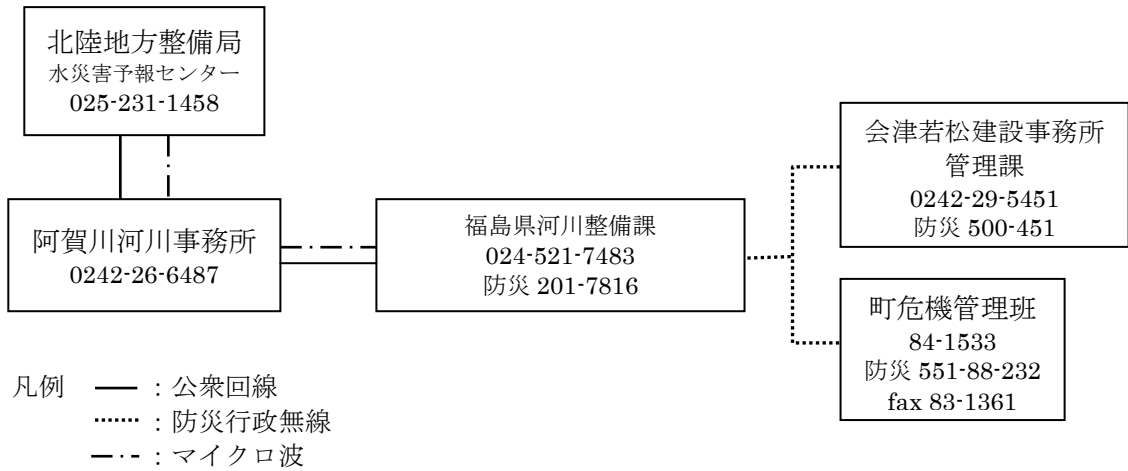 北陸地方整備局
水災害予報センター
025-231-1458
阿賀川河川事務所
0242-26-6487
福島県河川整備課
024-521-7483
防災 201-7816
会津若松建設事務所
管理課
0242-29-5451
防災 500-451
町危機管理班
84-1533
防災 551-88-232
fax 83-1361
凡例 :公衆回線
:防災行政無線
:マイクロ波